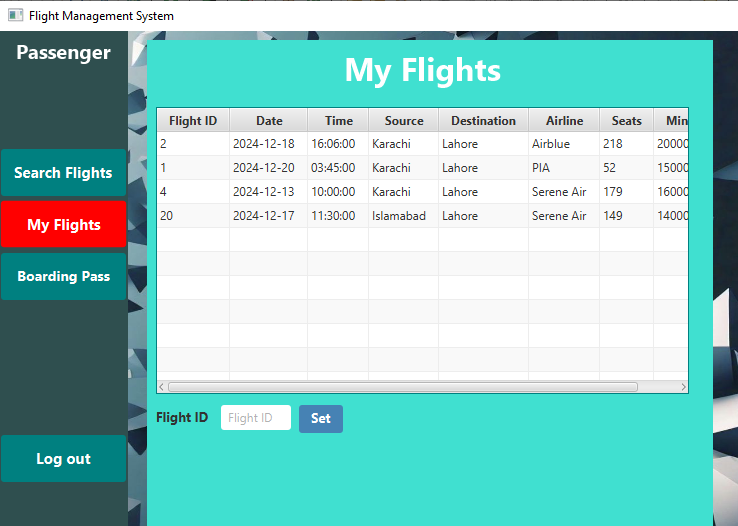 Flight Management System
Passenger
Search Flights
My Flights
Boarding Pass
Log out
My Flights
Flight ID Date Time Source Destination Airline Seats Min
2 2024-12-18 16:06:00 Karachi Lahore Airblue 218 20000
1 2024-12-20 03:45:00 Karachi Lahore PIA 52 15000
4 2024-12-13 10:00:00 Karachi Lahore Serene Air 179 16000
20 2024-12-17 11:30:00 Islamabad Lahore Serene Air 149 14000
Flight ID Flight ID Set